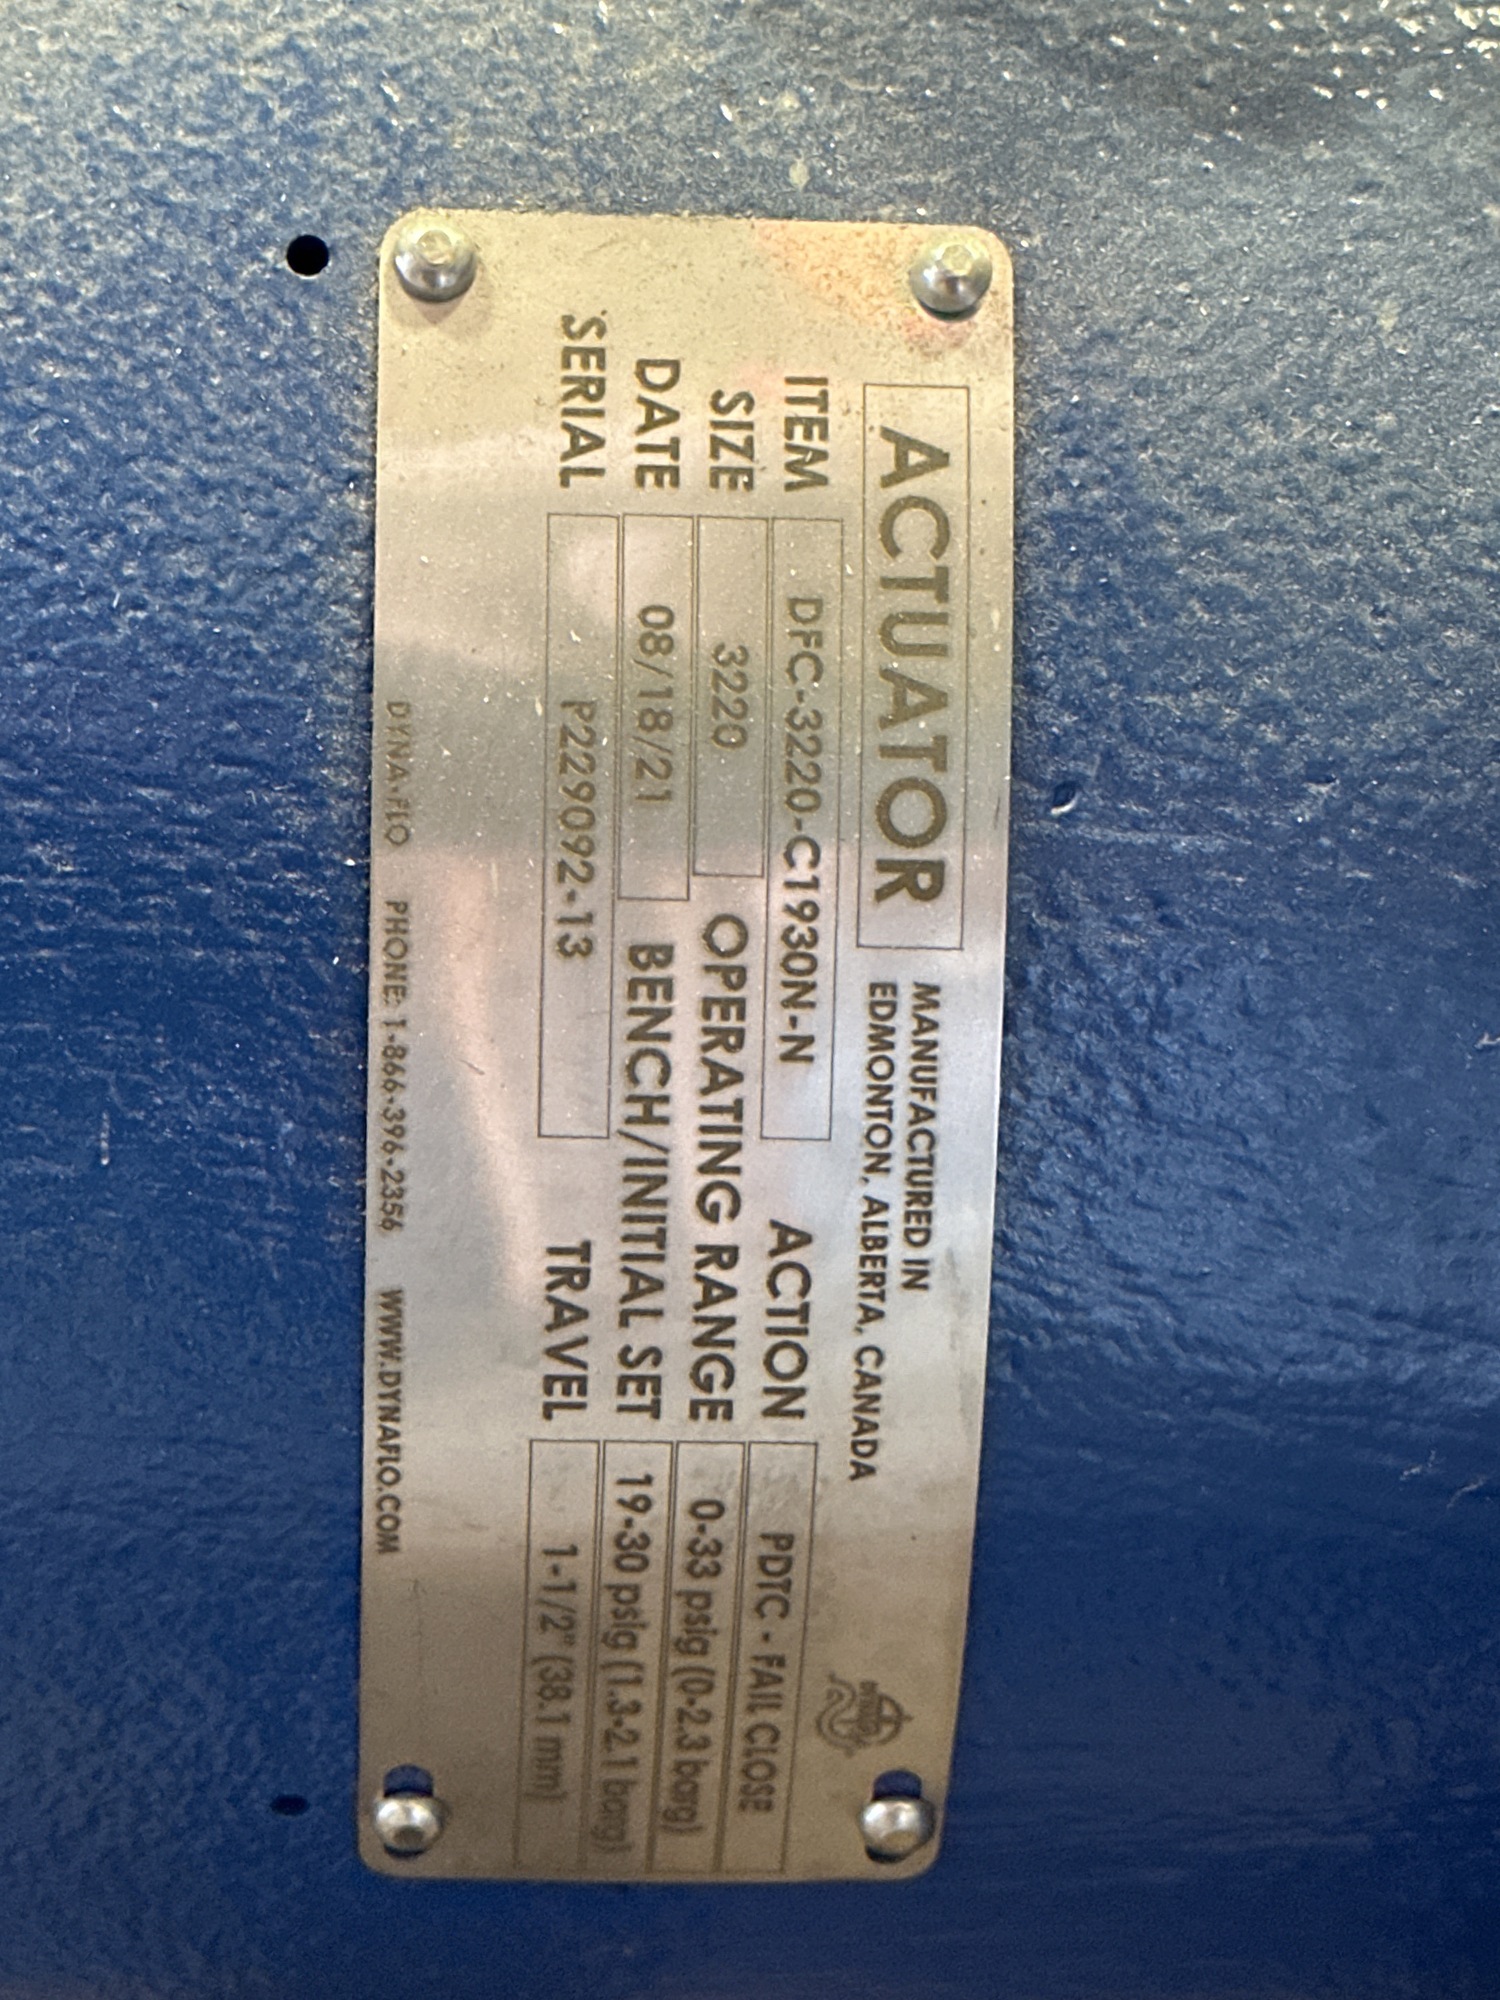 ACTUATOR
MANUFACTURED IN
EDMONTON, ALBERTA, CANADA
ITEM DFC-3220-C1930N-N ACTION PDTC - FAIL CLOSE
SIZE 3220 OPERATING RANGE 0-33 psig (0-2.3 barg)
DATE 08/18/21 BENCH/INITIAL SET 19-30 psig (1.3-2.1 barg)
SERIAL P229092-13 TRAVEL 1-1/2" (38.1 mm)
DYNA-FLO PHONE: 1-866-396-2356 WWW.DYNAFLO.COM